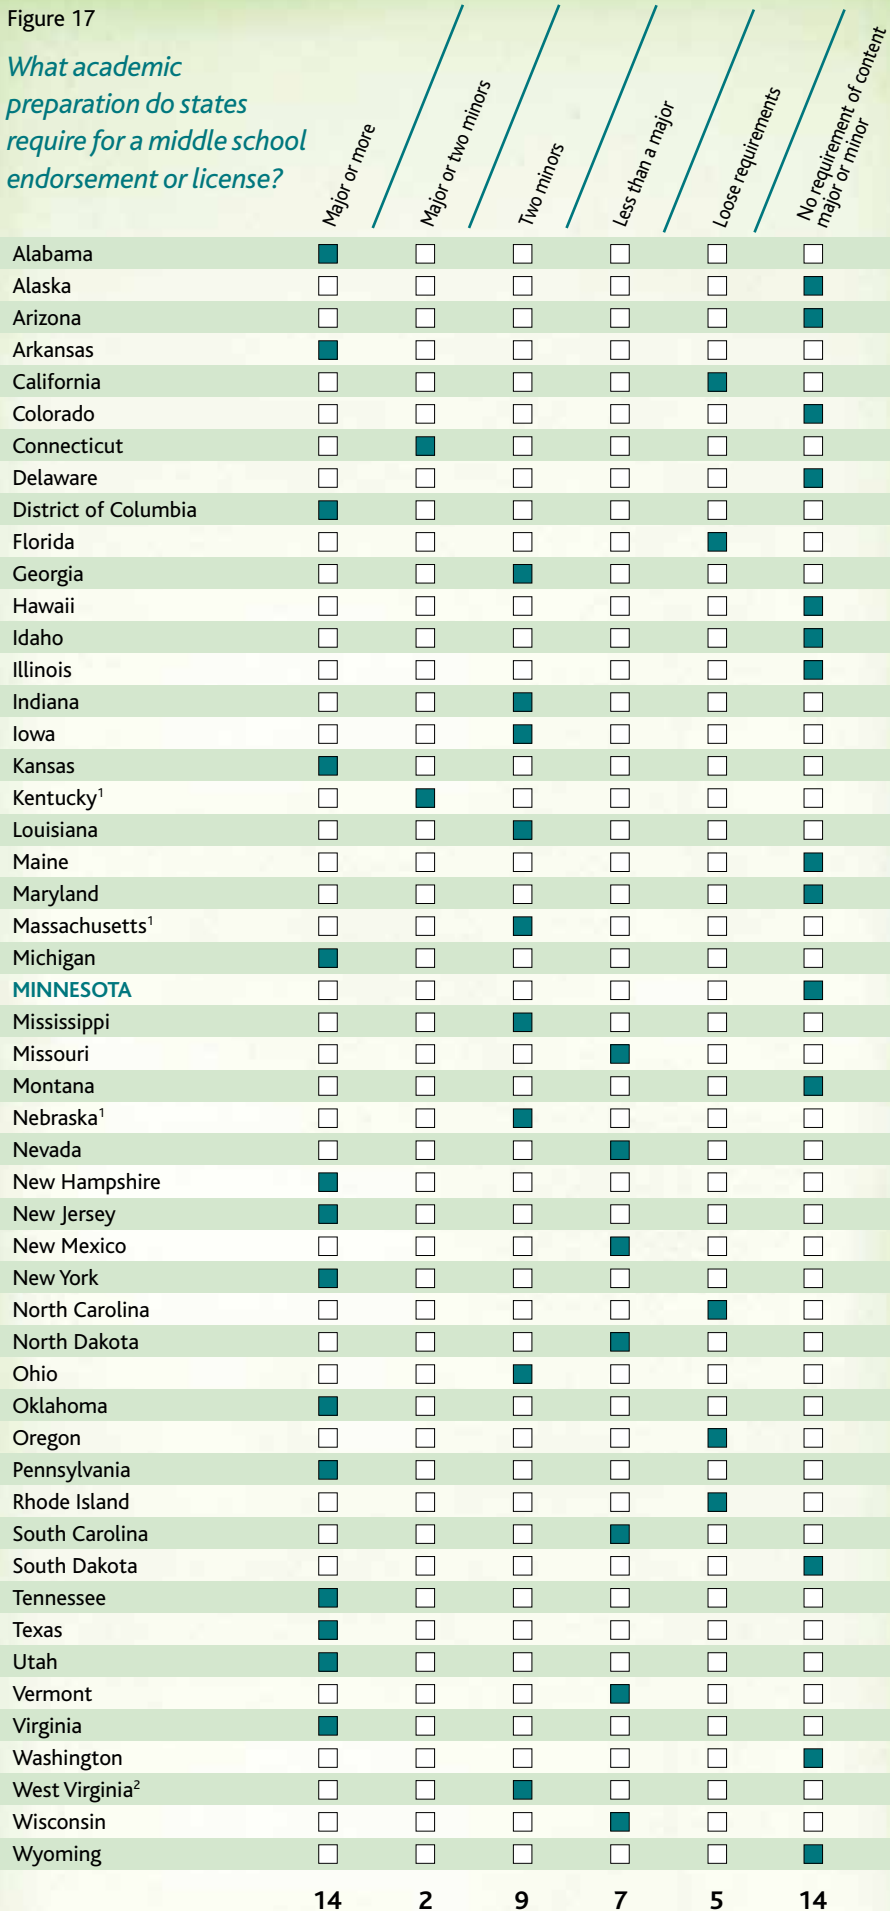 Figure 17
What academic
preparation do states
require for a middle school
endorsement or license?
Major or more
Major or two minors
Two minors
Less than a major
Loose requirements
No requirement of content
major or minor
Alabama
Alaska
Arizona
Arkansas
California
Colorado
Connecticut
Delaware
District of Columbia
Florida
Georgia
Hawaii
Idaho
Illinois
Indiana
Iowa
Kansas
Kentucky¹
Louisiana
Maine
Maryland
Massachusetts¹
Michigan
MINNESOTA
Mississippi
Missouri
Montana
Nebraska¹
Nevada
New Hampshire
New Jersey
New Mexico
New York
North Carolina
North Dakota
Ohio
Oklahoma
Oregon
Pennsylvania
Rhode Island
South Carolina
South Dakota
Tennessee
Texas
Utah
Vermont
Virginia
Washington
West Virginia²
Wisconsin
Wyoming
14 2 9 7 5 14